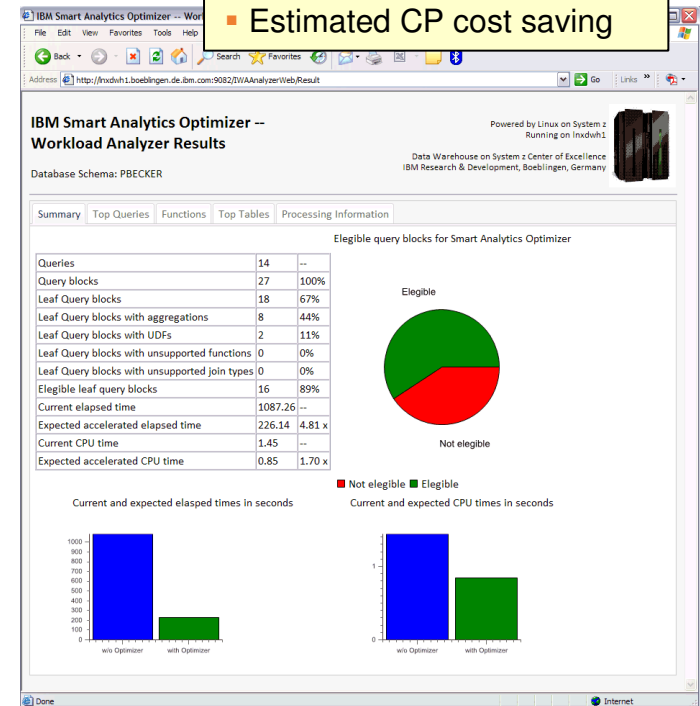 IBM Smart Analytics Optimizer -- Wor
▪ Estimated CP cost saving
File Edit View Favorites Tools Help
Back Search Favorites
Address http://lnxdwh1.boeblingen.de.ibm.com:9082/IWAAnalyzerWeb/Result Go Links »
IBM Smart Analytics Optimizer --
Workload Analyzer Results
Powered by Linux on System z
Running on lnxdwh1
Data Warehouse on System z Center of Excellence
IBM Research & Development, Boeblingen, Germany
Database Schema: PBECKER
Summary Top Queries Functions Top Tables Processing Information
Elegible query blocks for Smart Analytics Optimizer
Queries 14 --
Query blocks 27 100%
Leaf Query blocks 18 67%
Leaf Query blocks with aggregations 8 44%
Leaf Query blocks with UDFs 2 11%
Leaf Query blocks with unsupported functions 0 0%
Leaf Query blocks with unsupported join types 0 0%
Elegible leaf query blocks 16 89%
Current elapsed time 1087.26 --
Expected accelerated elapsed time 226.14 4.81 x
Current CPU time 1.45 --
Expected accelerated CPU time 0.85 1.70 x
Elegible
Not elegible
Not elegible Elegible
Current and expected elasped times in seconds
1000
900
800
700
600
500
400
300
200
100
0
w/o Optimizer with Optimizer
Current and expected CPU times in seconds
1
0
w/o Optimizer with Optimizer
Done Internet